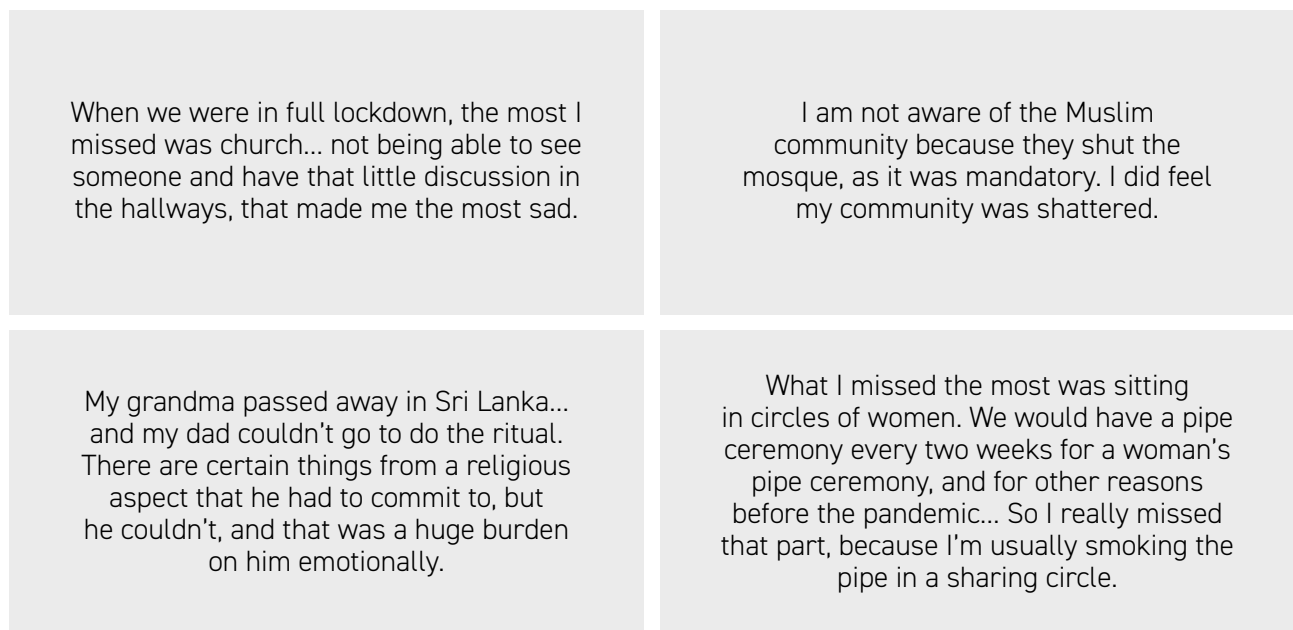 When we were in full lockdown, the most I
missed was church... not being able to see
someone and have that little discussion in
the hallways, that made me the most sad.
I am not aware of the Muslim
community because they shut the
mosque, as it was mandatory. I did feel
my community was shattered.
My grandma passed away in Sri Lanka...
and my dad couldn’t go to do the ritual.
There are certain things from a religious
aspect that he had to commit to, but
he couldn’t, and that was a huge burden
on him emotionally.
What I missed the most was sitting
in circles of women. We would have a pipe
ceremony every two weeks for a woman’s
pipe ceremony, and for other reasons
before the pandemic... So I really missed
that part, because I’m usually smoking the
pipe in a sharing circle.